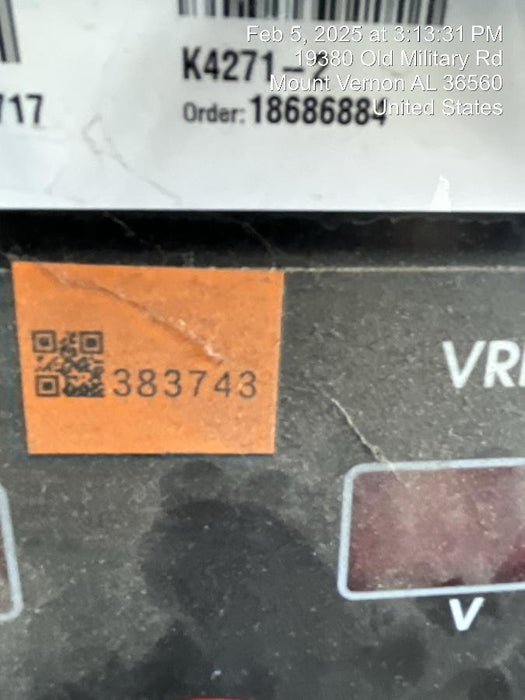 Feb 5, 2025 at 3:13:31 PM
19380 Old Military Rd
Mount Vernon AL 36560
United States
K4271-2
717
Order: 18686884
383743
V